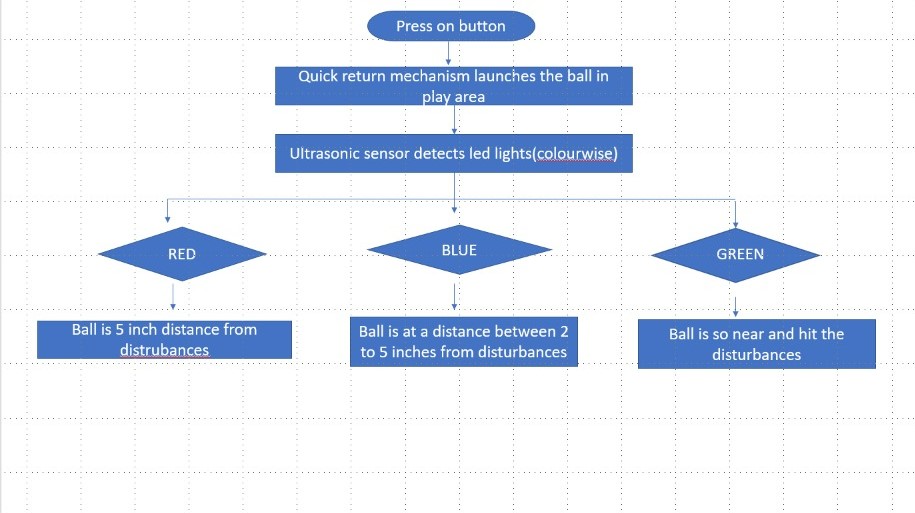 Press on button
Quick return mechanism launches the ball in
play area
Ultrasonic sensor detects led lights(colourwise)
RED
BLUE
GREEN
Ball is 5 inch distance from
distrubances
Ball is at a distance between 2
to 5 inches from disturbances
Ball is so near and hit the
disturbances